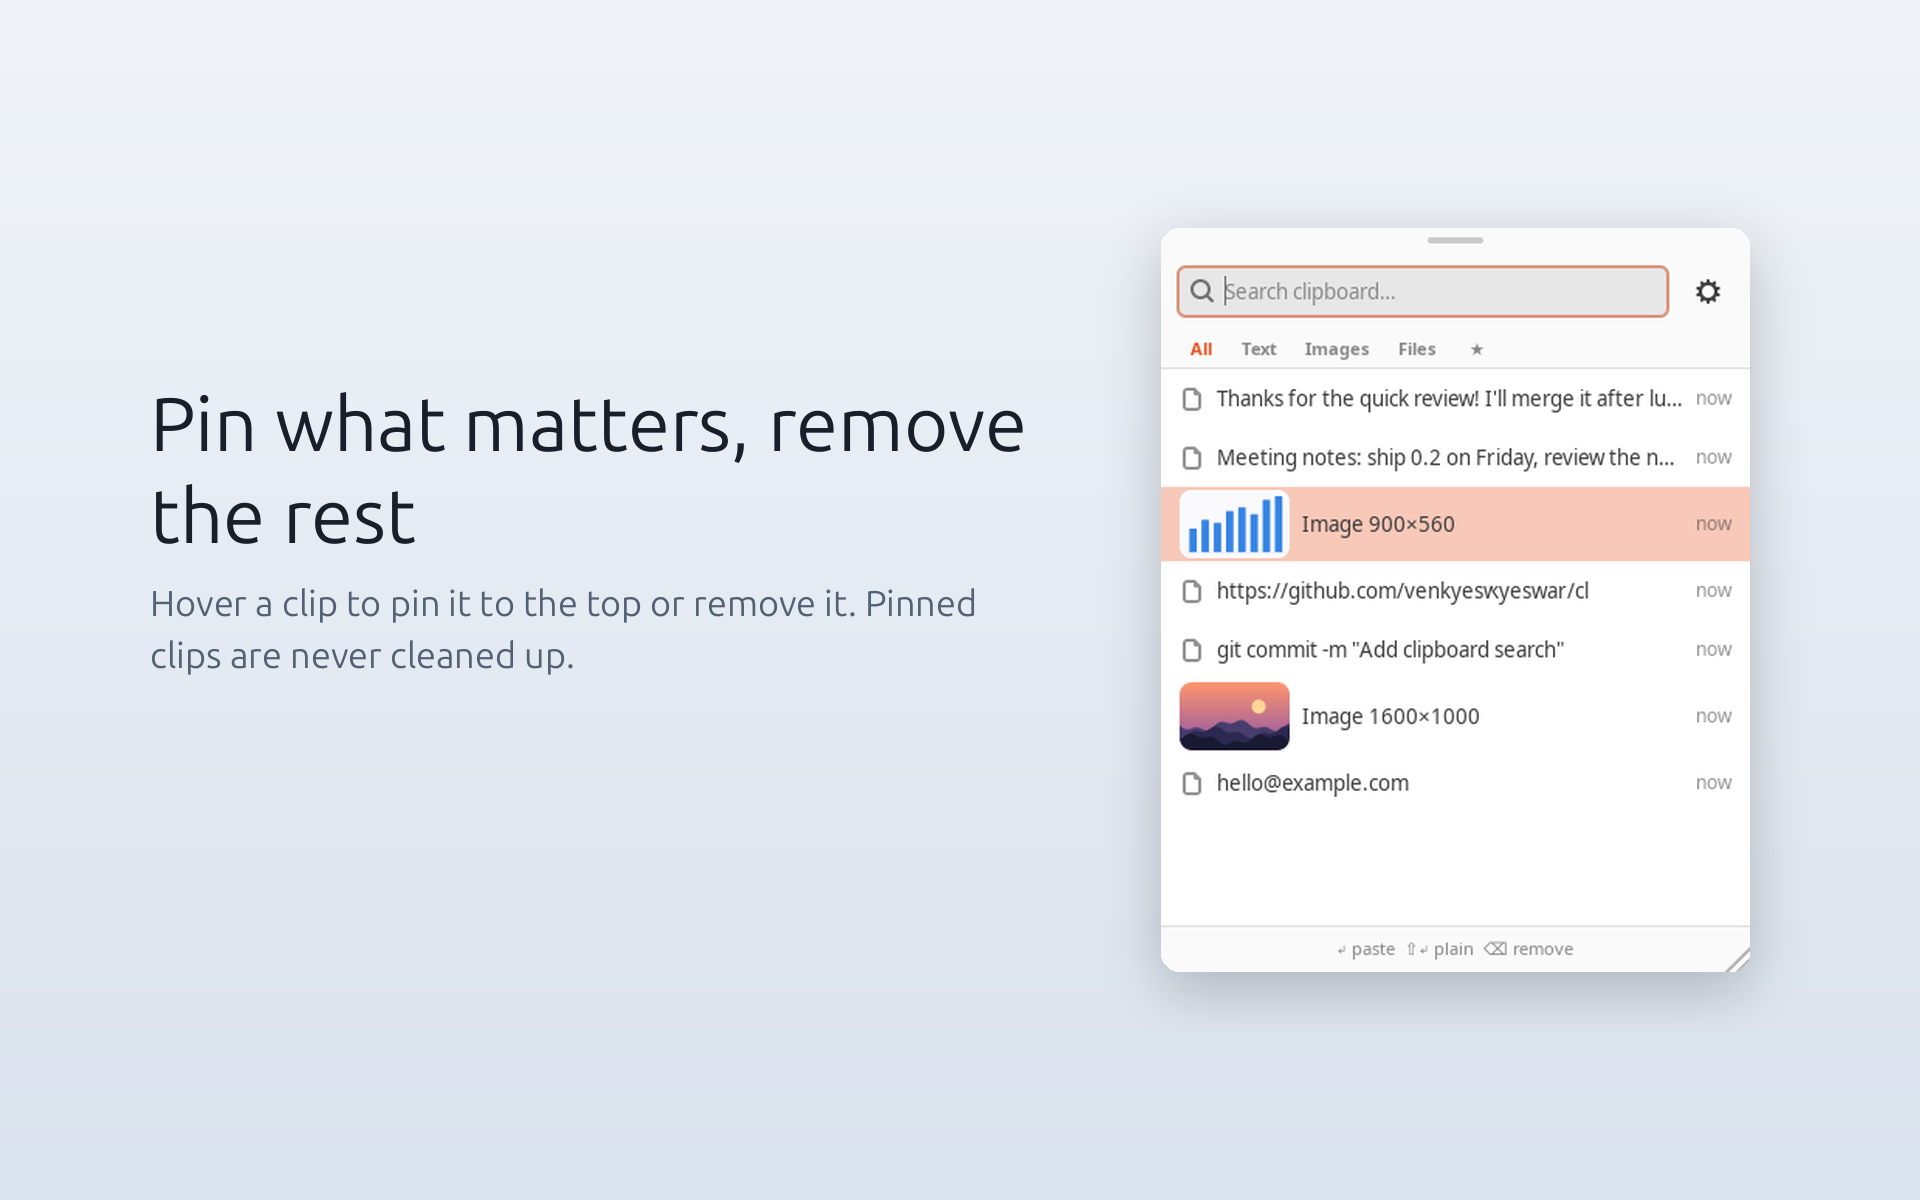 Pin what matters, remove
the rest
Hover a clip to pin it to the top or remove it. Pinned
clips are never cleaned up.
Search clipboard...
All Text Images Files ★
Thanks for the quick review! I'll merge it after lu... now
Meeting notes: ship 0.2 on Friday, review the n... now
Image 900×560 now
https://github.com/venkyesvyeswar/cl now
git commit -m "Add clipboard search" now
Image 1600×1000 now
hello@example.com now
↲ paste ⇧↲ plain ⌫ remove